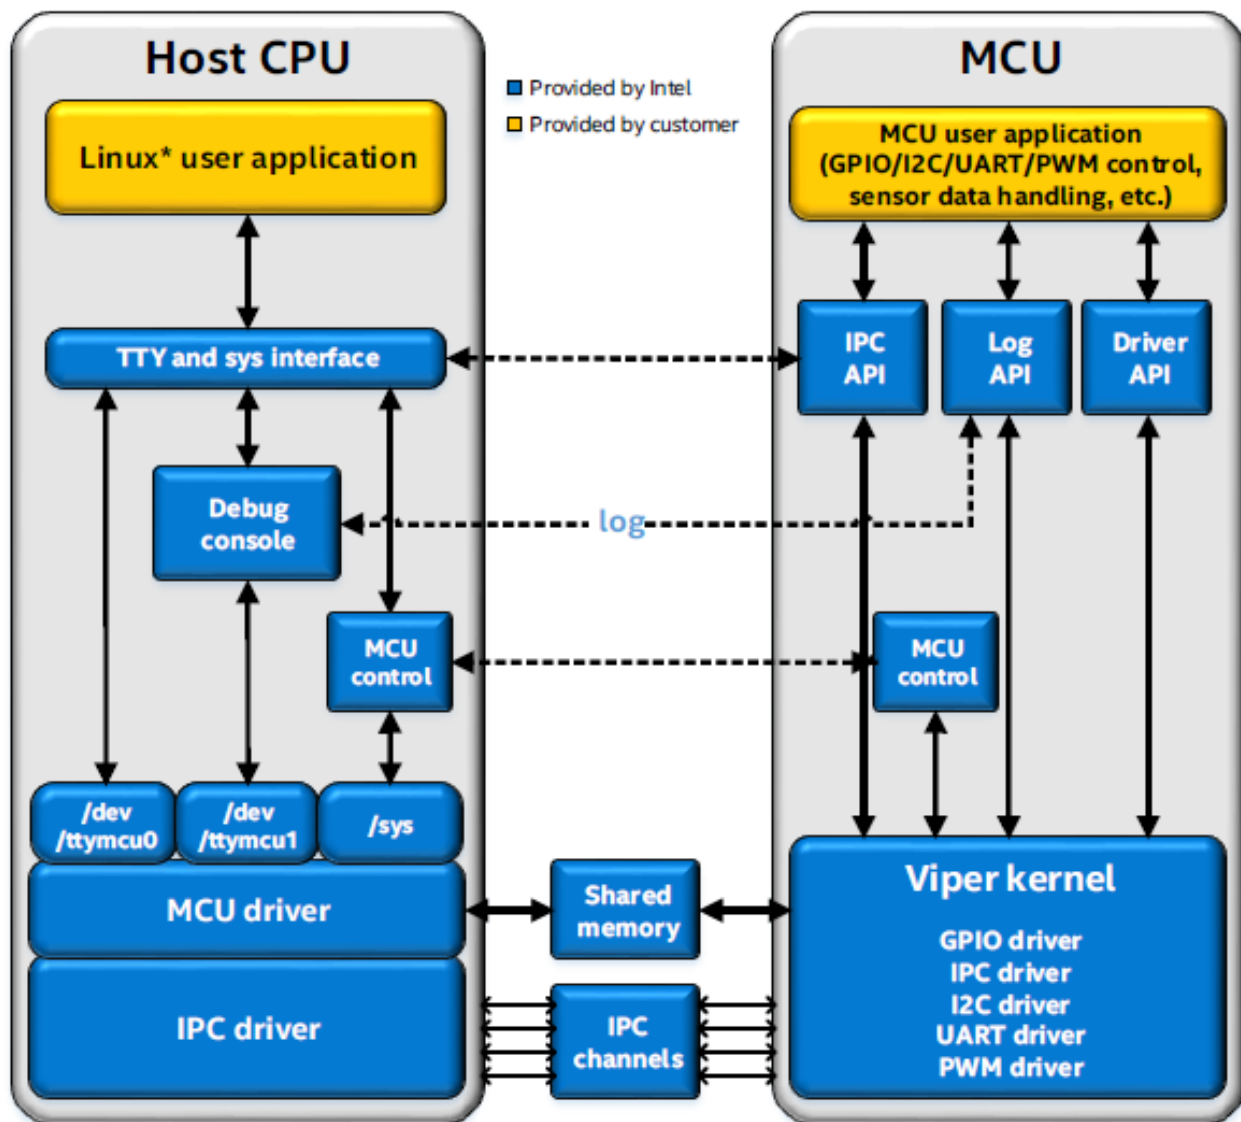 Host CPU
Linux* user application
TTY and sys interface
Debug
console
MCU
control
/dev
/ttymcu0
/dev
/ttymcu1
/sys
MCU driver
IPC driver
Provided by Intel
Provided by customer
log
Shared
memory
IPC
channels
MCU
MCU user application
(GPIO/I2C/UART/PWM control,
sensor data handling, etc.)
IPC
API
Log
API
Driver
API
MCU
control
Viper kernel
GPIO driver
IPC driver
I2C driver
UART driver
PWM driver